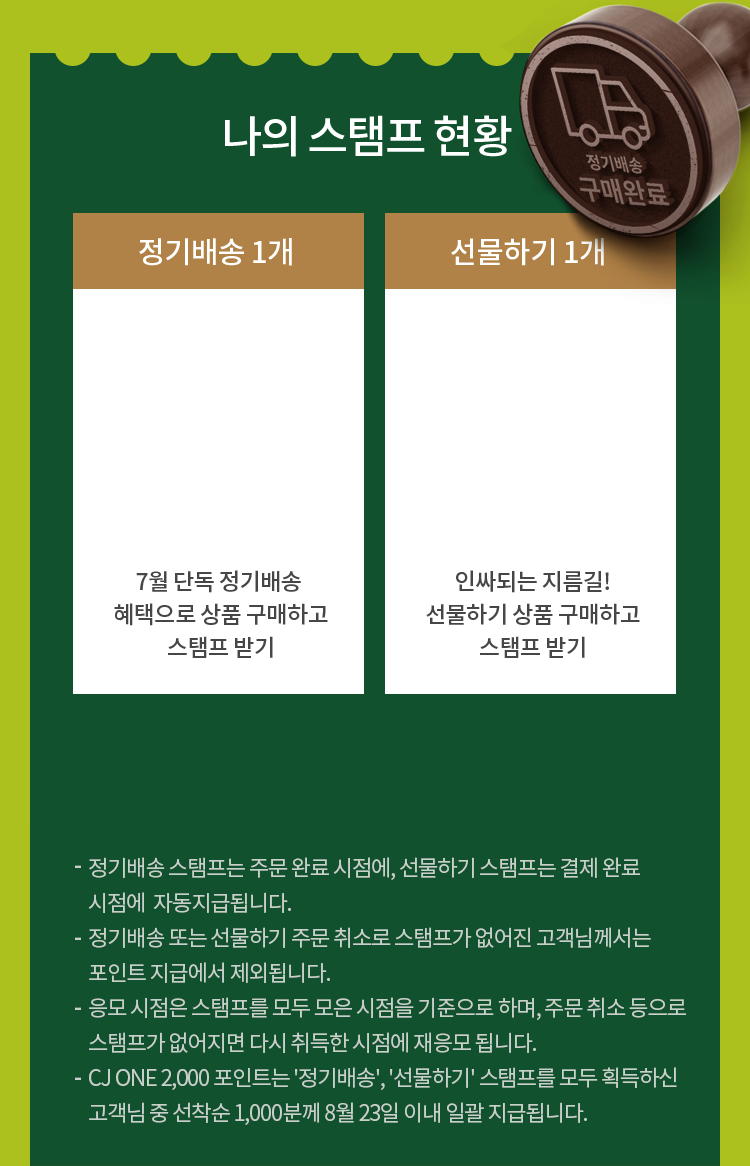 나의 스탬프 현황
정기배송
구매완료
정기배송 1개
선물하기 1개
7월 단독 정기배송
혜택으로 상품 구매하고
스탬프 받기
인싸되는 지름길!
선물하기 상품 구매하고
스탬프 받기
- 정기배송 스탬프는 주문 완료 시점에, 선물하기 스탬프는 결제 완료
시점에 자동지급됩니다.
- 정기배송 또는 선물하기 주문 취소로 스탬프가 없어진 고객님께서는
포인트 지급에서 제외됩니다.
- 응모 시점은 스탬프를 모두 모은 시점을 기준으로 하며, 주문 취소 등으로
스탬프가 없어지면 다시 취득한 시점에 재응모 됩니다.
- CJ ONE 2,000 포인트는 '정기배송', '선물하기' 스탬프를 모두 획득하신
고객님 중 선착순 1,000분께 8월 23일 이내 일괄 지급됩니다.